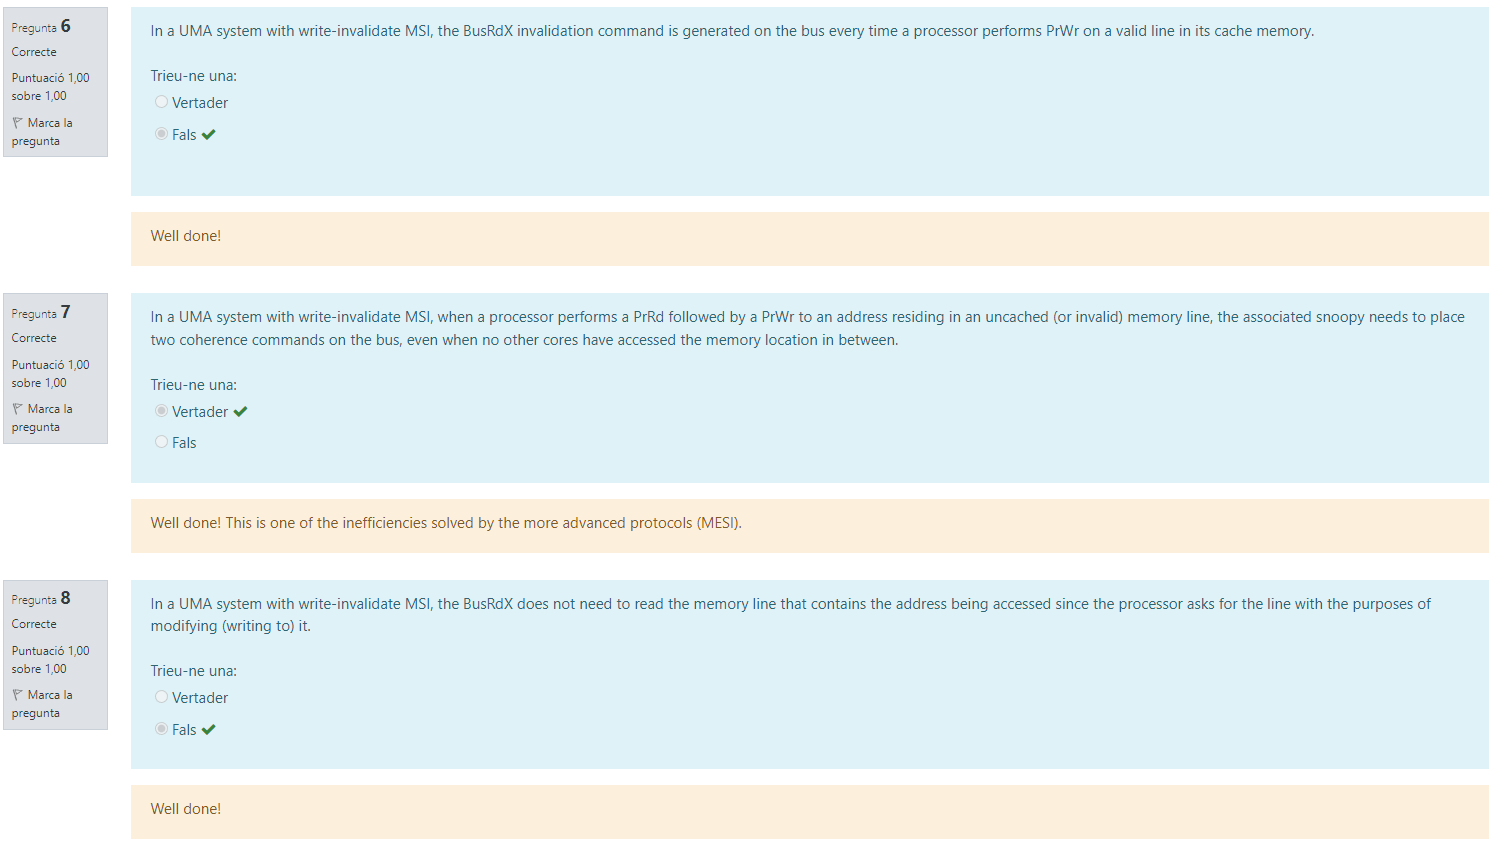 Pregunta 6
Correcte
Puntuació 1,00
sobre 1,00
Marca la
pregunta
In a UMA system with write-invalidate MSI, the BusRdX invalidation command is generated on the bus every time a processor performs PrWr on a valid line in its cache memory.
Trieu-ne una:
Vertader
Fals
Well done!
Pregunta 7
Correcte
Puntuació 1,00
sobre 1,00
Marca la
pregunta
In a UMA system with write-invalidate MSI, when a processor performs a PrRd followed by a PrWr to an address residing in an uncached (or invalid) memory line, the associated snoopy needs to place
two coherence commands on the bus, even when no other cores have accessed the memory location in between.
Trieu-ne una:
Vertader
Fals
Well done! This is one of the inefficiencies solved by the more advanced protocols (MESI).
Pregunta 8
Correcte
Puntuació 1,00
sobre 1,00
Marca la
pregunta
In a UMA system with write-invalidate MSI, the BusRdX does not need to read the memory line that contains the address being accessed since the processor asks for the line with the purposes of
modifying (writing to) it.
Trieu-ne una:
Vertader
Fals
Well done!